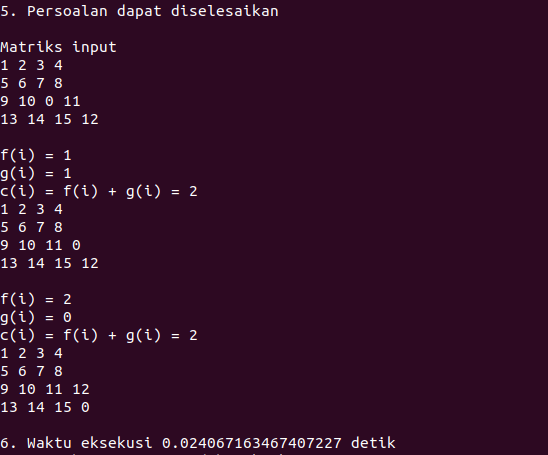 5. Persoalan dapat diselesaikan
Matriks input
1 2 3 4
5 6 7 8
9 10 0 11
13 14 15 12
f(i) = 1
g(i) = 1
c(i) = f(i) + g(i) = 2
1 2 3 4
5 6 7 8
9 10 11 0
13 14 15 12
f(i) = 2
g(i) = 0
c(i) = f(i) + g(i) = 2
1 2 3 4
5 6 7 8
9 10 11 12
13 14 15 0
6. Waktu eksekusi 0.024067163467407227 detik